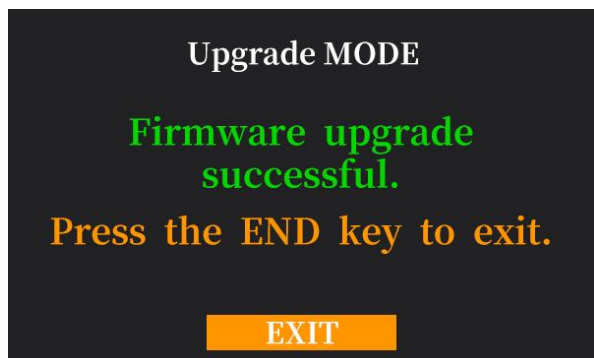 Upgrade MODE
Firmware upgrade
successful.
Press the END key to exit.
EXIT